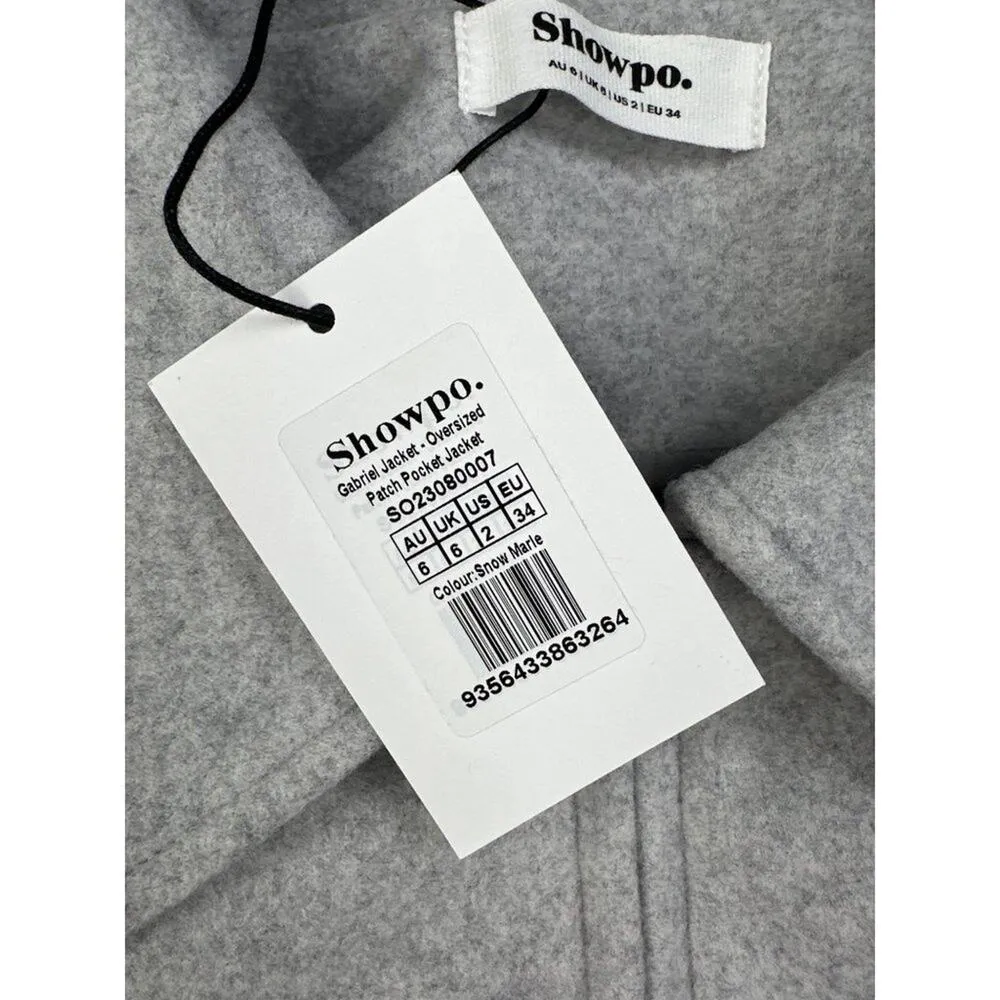 Showpo.
AU 6 | UK 6 | US 2 | EU 34
Showpo.
Gabriel Jacket - Oversized
Patch Pocket Jacket
SO23080007
AU UK US EU
6 6 2 34
Colour:Snow Marle
9356433863264